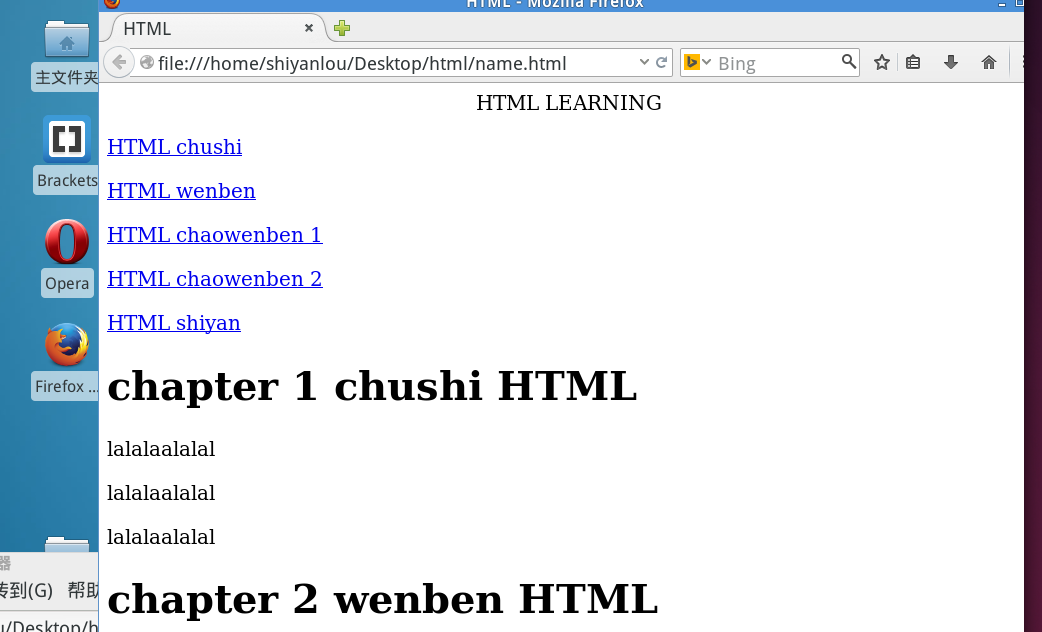 HTML - Mozilla Firefox
HTML
file:///home/shiyanlou/Desktop/html/name.html
Bing
主文件夹
Brackets
Opera
Firefox ...
HTML LEARNING
HTML chushi
HTML wenben
HTML chaowenben 1
HTML chaowenben 2
HTML shiyan
chapter 1 chushi HTML
lalalaalalal
lalalaalalal
lalalaalalal
chapter 2 wenben HTML
器
转到(G) 帮助
/Desktop/h